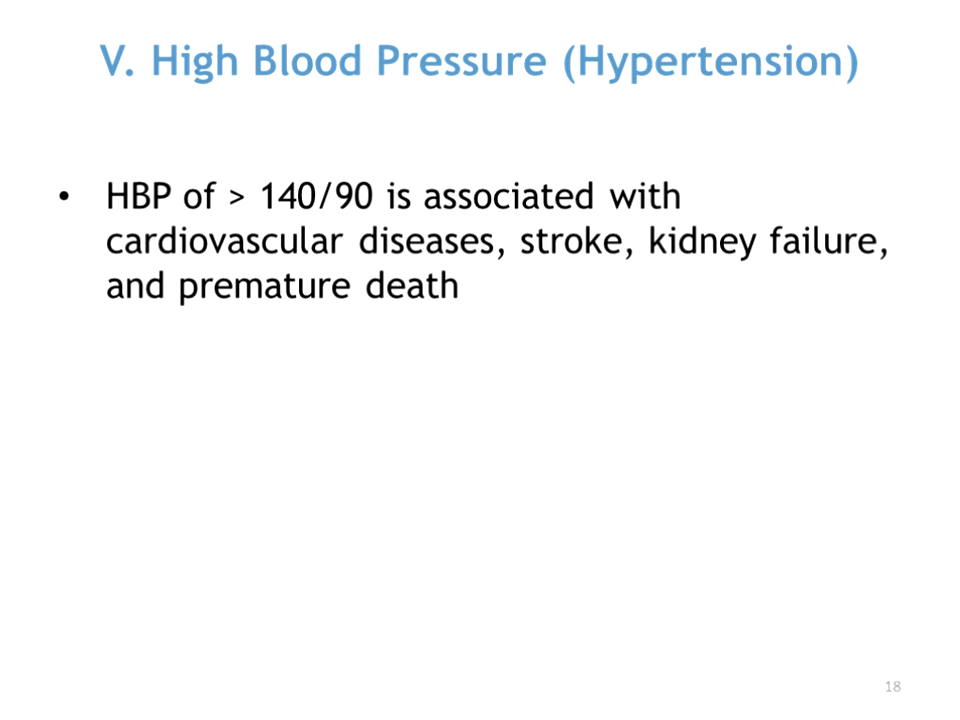 V. High Blood Pressure (Hypertension)
• HBP of > 140/90 is associated with
cardiovascular diseases, stroke, kidney failure,
and premature death
18